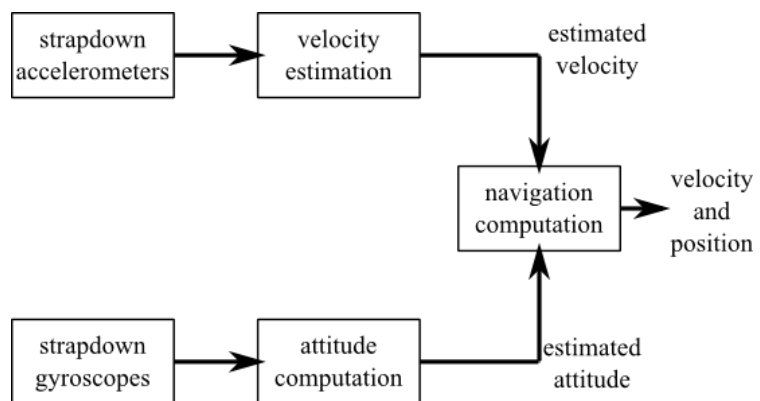 strapdown
accelerometers
velocity
estimation
estimated
velocity
navigation
computation
velocity
and
position
strapdown
gyroscopes
attitude
computation
estimated
attitude